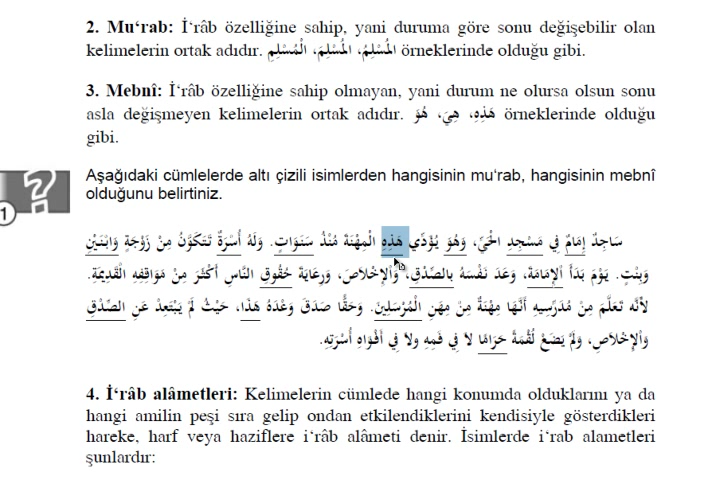 2. Mu‘rab: İ‘râb özelliğine sahip, yani duruma göre sonu değişebilir olan
kelimelerin ortak adıdır. الْمُسْلِمُ، الْمُسْلِمَ، الْمُسْلِمِ örneklerinde olduğu gibi.
3. Mebnî: İ‘râb özelliğine sahip olmayan, yani durum ne olursa olsun sonu
asla değişmeyen kelimelerin ortak adıdır. هَذِهِ، هِيَ، هُوَ örneklerinde olduğu
gibi.
?
1
Aşağıdaki cümlelerde altı çizili isimlerden hangisinin mu‘rab, hangisinin mebnî
olduğunu belirtiniz.
سَاجِدٌ إِمَامٌ فِي مَسْجِدِ الْحَيِّ، وَهُوَ يُؤَدِّي هَذِهِ الْمِهْنَةَ مُنْذُ سَنَوَاتٍ. وَلَهُ أُسْرَةٌ تَتَكَوَّنُ مِنْ زَوْجَةٍ وَابْنَيْنِ
وَبِنْتٍ. يَوْمَ بَدَأَ الْإِمَامَةَ، وَعَدَ نَفْسَهُ بِالصِّدْقِ، وَالْإِخْلَاصَ، وَرِعَايَةَ حُقُوقِ النَّاسِ أَكْثَرَ مِنْ مَوَاقِفِهِ الْقَدِيمَةِ.
لأَنَّه تَعَلَّمَ مِنْ مُدَرِّسِيهِ أَنَّهَا مِهْنَةٌ مِنْ مِهَنِ الْمُرْسَلِينَ. وَحَقًّا صَدَقَ وَعْدَهُ هَذَا، حَيْثُ لَمْ يَبْتَعِدْ عَنِ الصِّدْقِ
وَالْإِخْلَاصِ، وَلَمْ يَضَعْ لُقْمَةً حَرَامًا لاَ فِي فَمِهِ وَلاَ فِي أَفْوَاهِ أُسْرَتِهِ.
4. İ‘râb alâmetleri: Kelimelerin cümlede hangi konumda olduklarını ya da
hangi amilin peşi sıra gelip ondan etkilendiklerini kendisiyle gösterdikleri
hareke, harf veya haziflere i‘râb alâmeti denir. İsimlerde i‘rab alametleri
şunlardır: